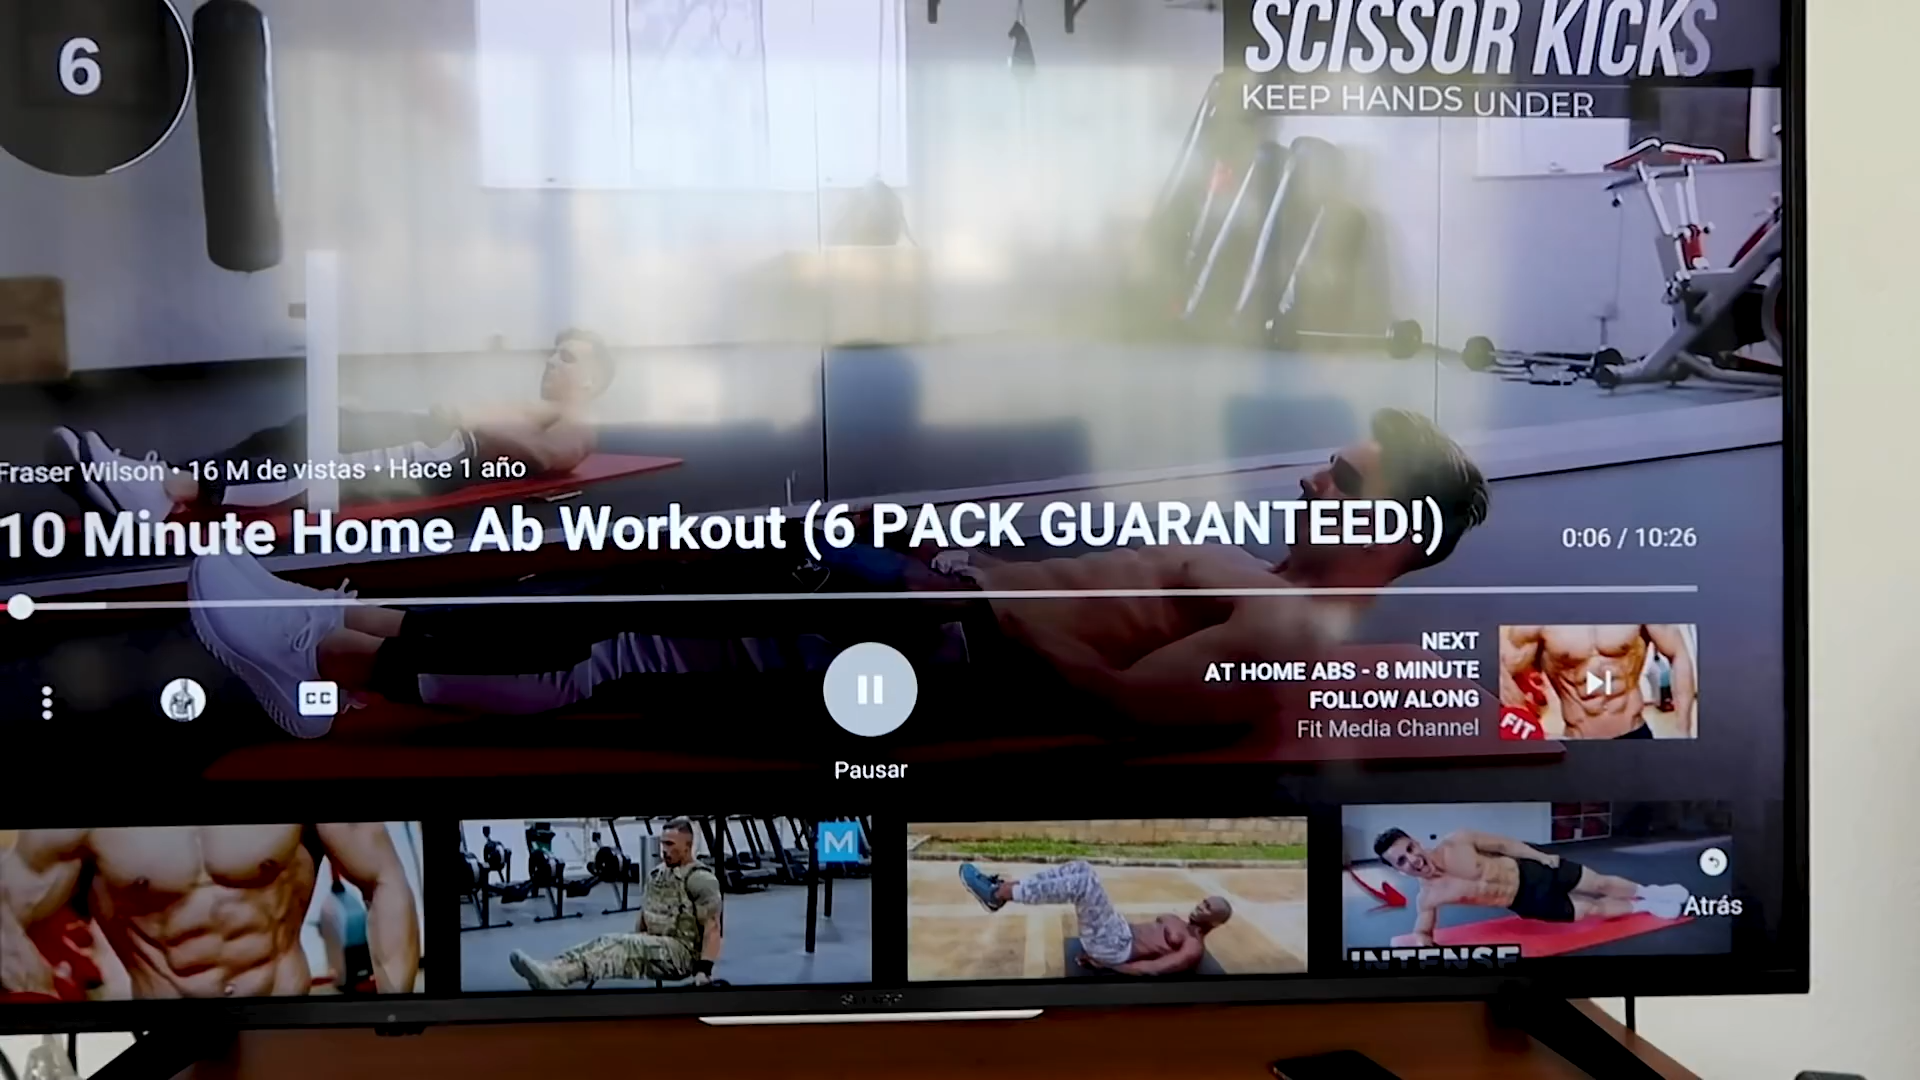 6
SCISSOR KICKS
KEEP HANDS UNDER
Fraser Wilson • 16 M de vistas • Hace 1 año
10 Minute Home Ab Workout (6 PACK GUARANTEED!)
0:06 / 10:26
CC
Pausar
NEXT
AT HOME ABS - 8 MINUTE
FOLLOW ALONG
Fit Media Channel
FIT
M
INTENSE
Atrás